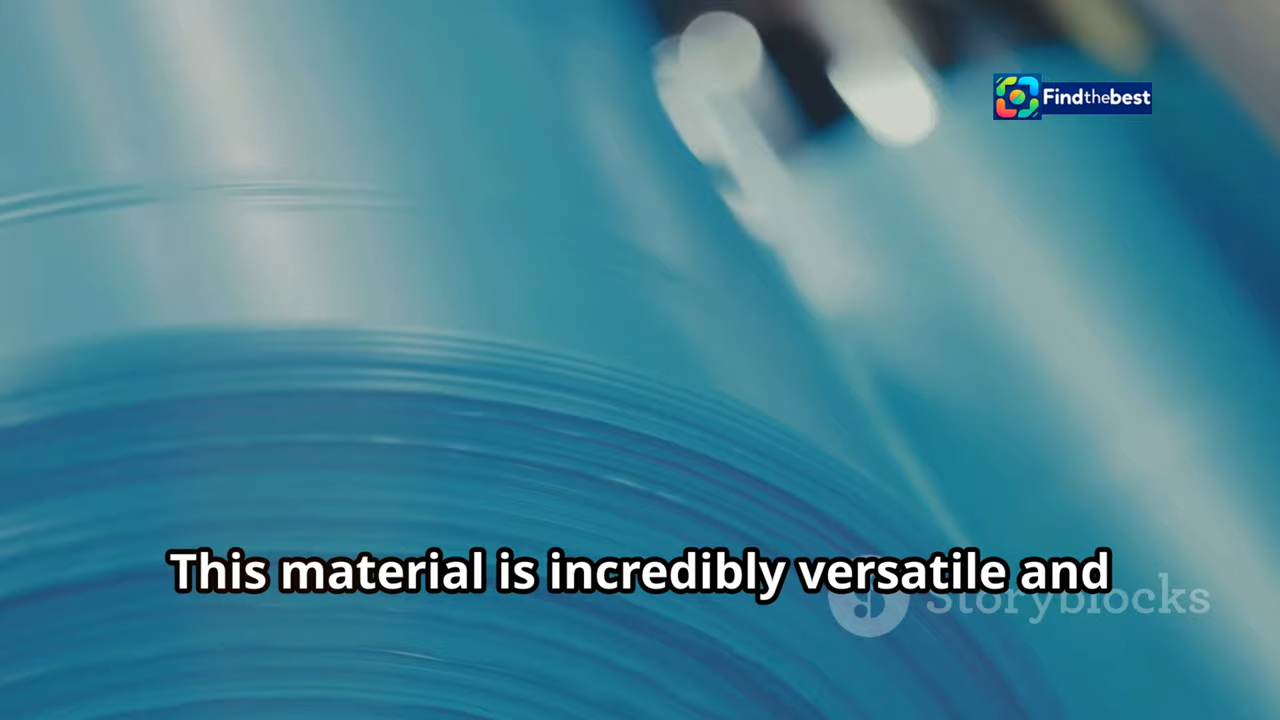 Findthebest
This material is incredibly versatile and
Storyblocks